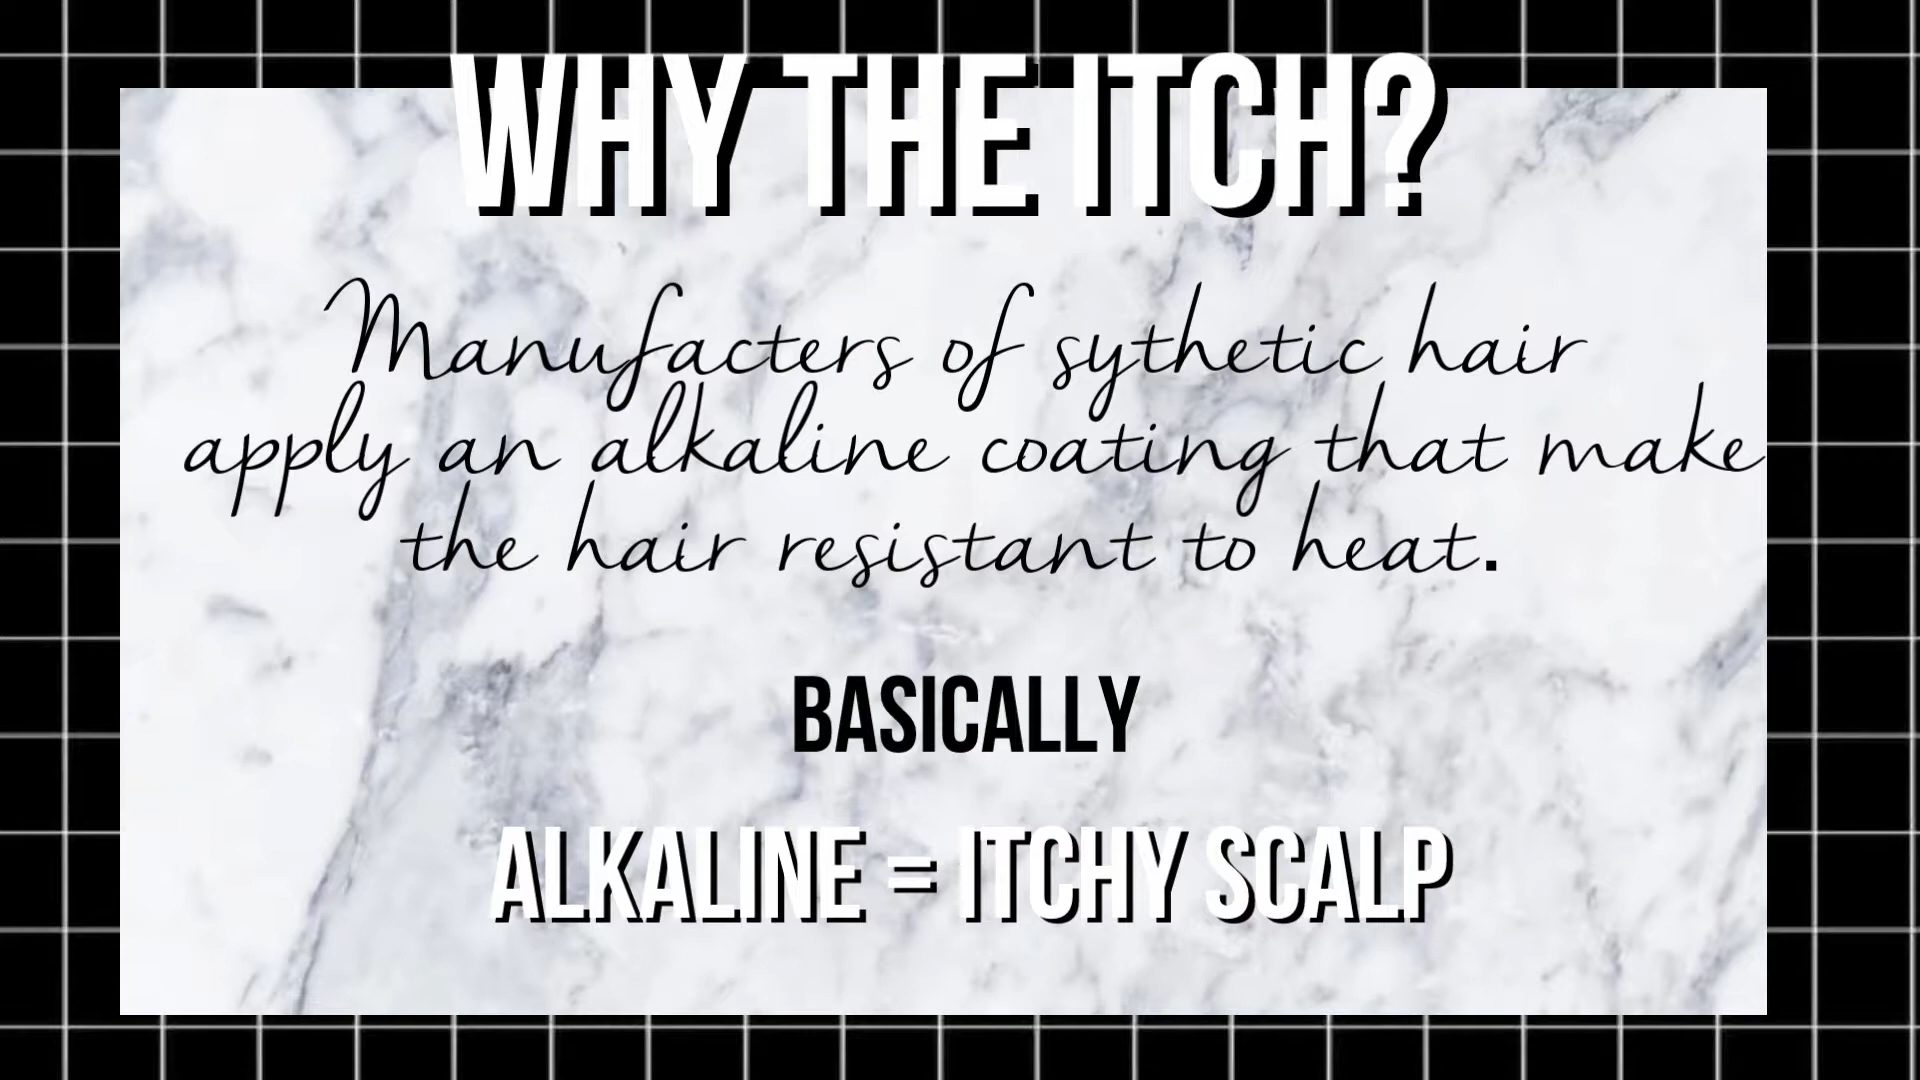 WHY THE ITCH?
Manufacters of sythetic hair
apply an alkaline coating that make
the hair resistant to heat.
BASICALLY
ALKALINE = ITCHY SCALP